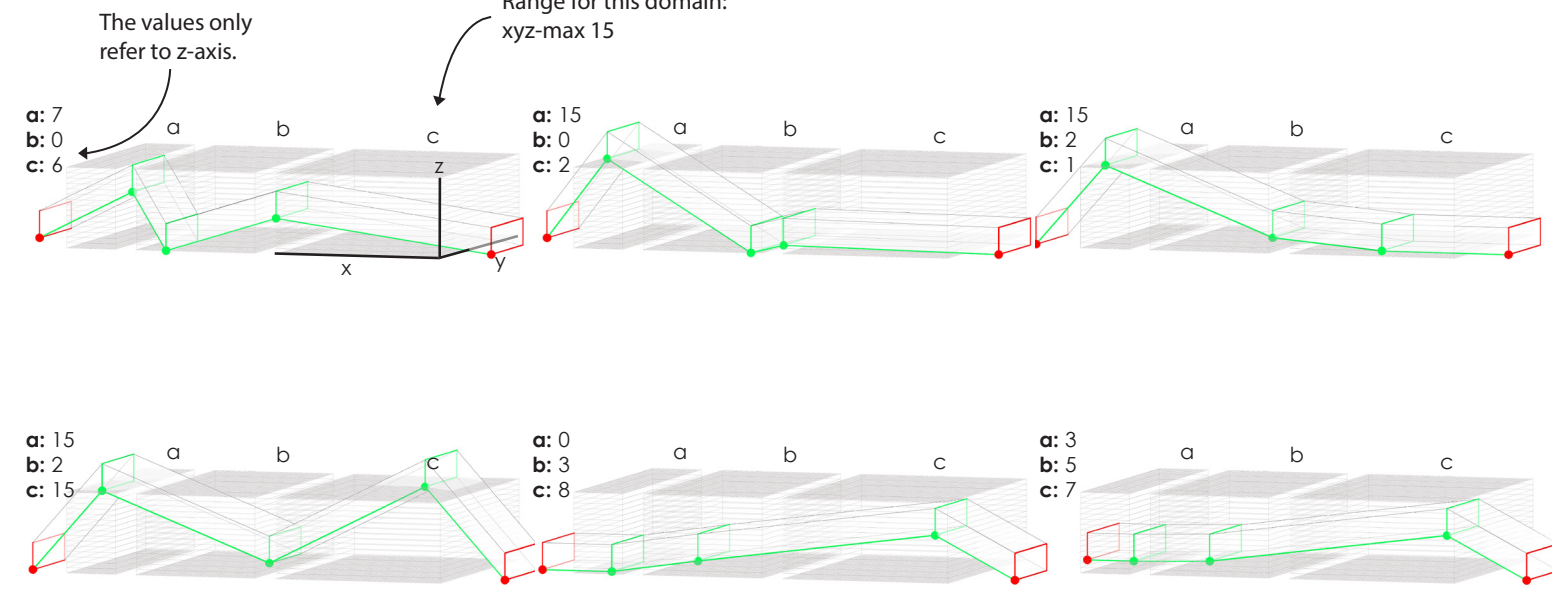 Range for this domain:
xyz-max 15
The values only
refer to z-axis.
a: 7
b: 0
c: 6
a
b
c
z
x
y
a: 15
b: 0
c: 2
a
b
c
a: 15
b: 2
c: 1
a
b
c
a: 15
b: 2
c: 15
a
b
c
a: 0
b: 3
c: 8
a
b
c
a: 3
b: 5
c: 7
a
b
c